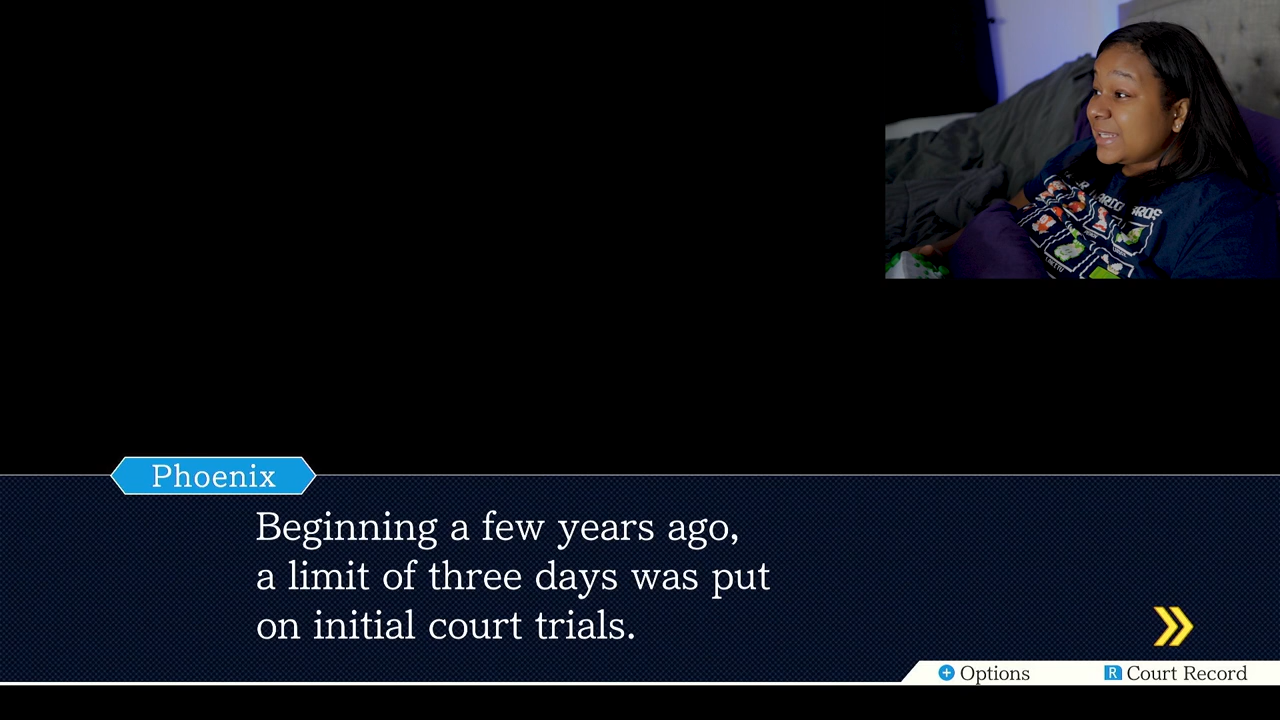 Phoenix
Beginning a few years ago,
a limit of three days was put
on initial court trials.
Options
R Court Record